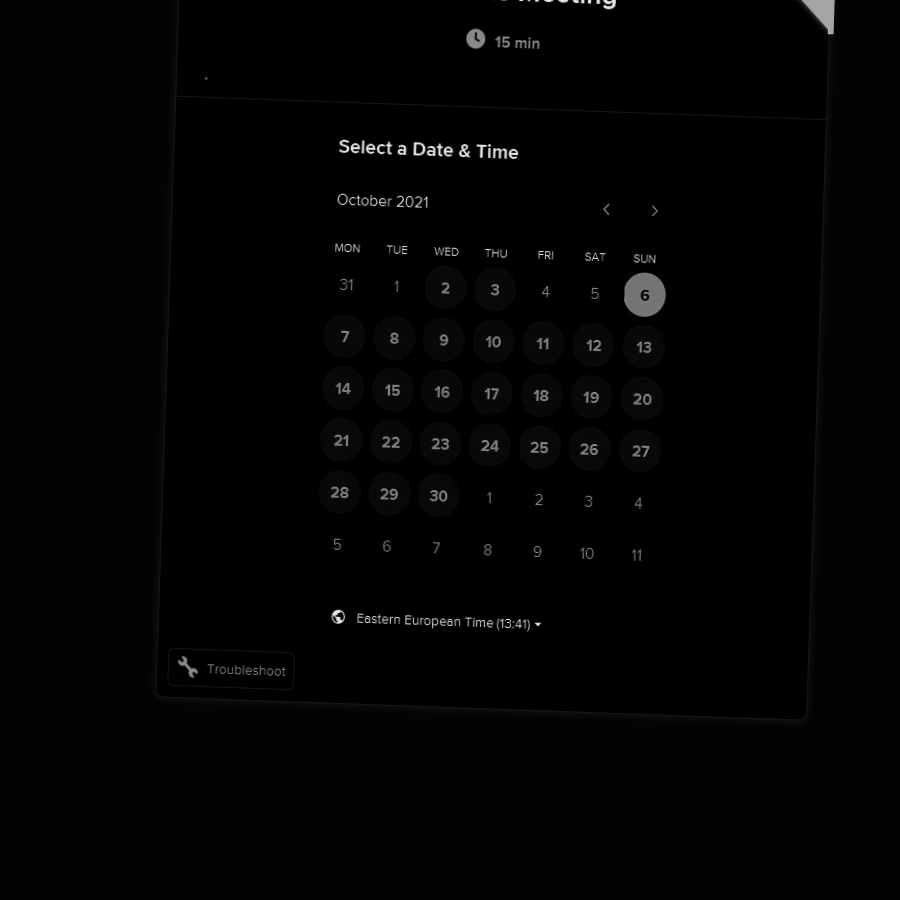 Meeting
15 min
.
Select a Date & Time
October 2021
MON TUE WED THU FRI SAT SUN
31 1 2 3 4 5 6
7 8 9 10 11 12 13
14 15 16 17 18 19 20
21 22 23 24 25 26 27
28 29 30 1 2 3 4
5 6 7 8 9 10 11
Eastern European Time (13:41)
Troubleshoot